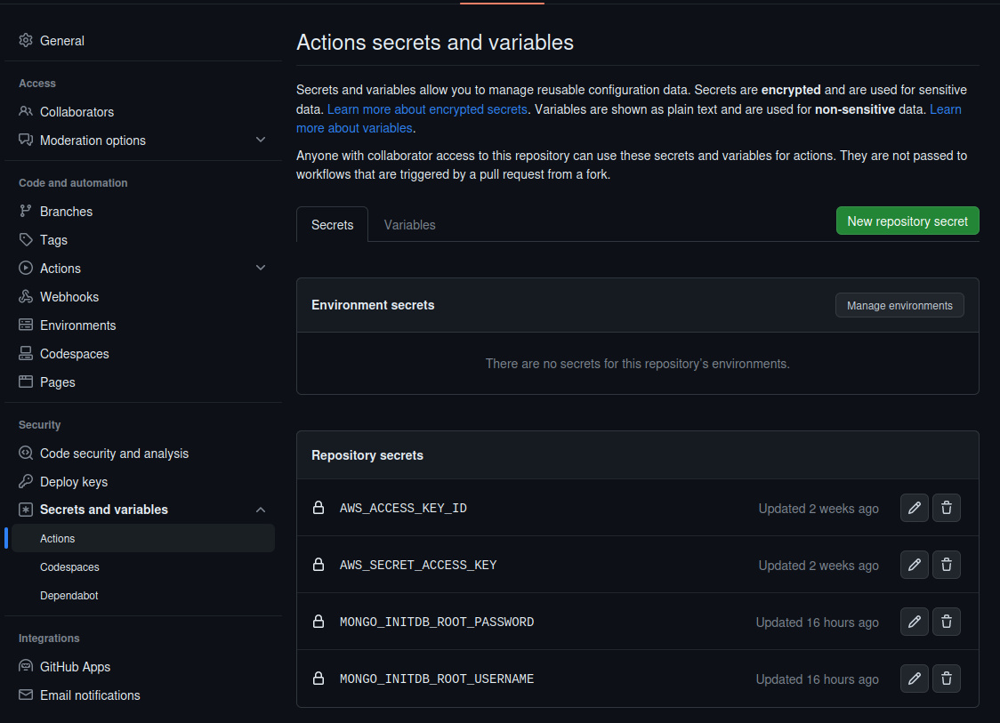 General
Access
Collaborators
Moderation options
Code and automation
Branches
Tags
Actions
Webhooks
Environments
Codespaces
Pages
Security
Code security and analysis
Deploy keys
Secrets and variables
Actions
Codespaces
Dependabot
Integrations
GitHub Apps
Email notifications
Actions secrets and variables
Secrets and variables allow you to manage reusable configuration data. Secrets are encrypted and are used for sensitive
data. Learn more about encrypted secrets. Variables are shown as plain text and are used for non-sensitive data. Learn
more about variables.
Anyone with collaborator access to this repository can use these secrets and variables for actions. They are not passed to
workflows that are triggered by a pull request from a fork.
Secrets Variables New repository secret
Environment secrets Manage environments
There are no secrets for this repository's environments.
Repository secrets
AWS_ACCESS_KEY_ID Updated 2 weeks ago
AWS_SECRET_ACCESS_KEY Updated 2 weeks ago
MONGO_INITDB_ROOT_PASSWORD Updated 16 hours ago
MONGO_INITDB_ROOT_USERNAME Updated 16 hours ago